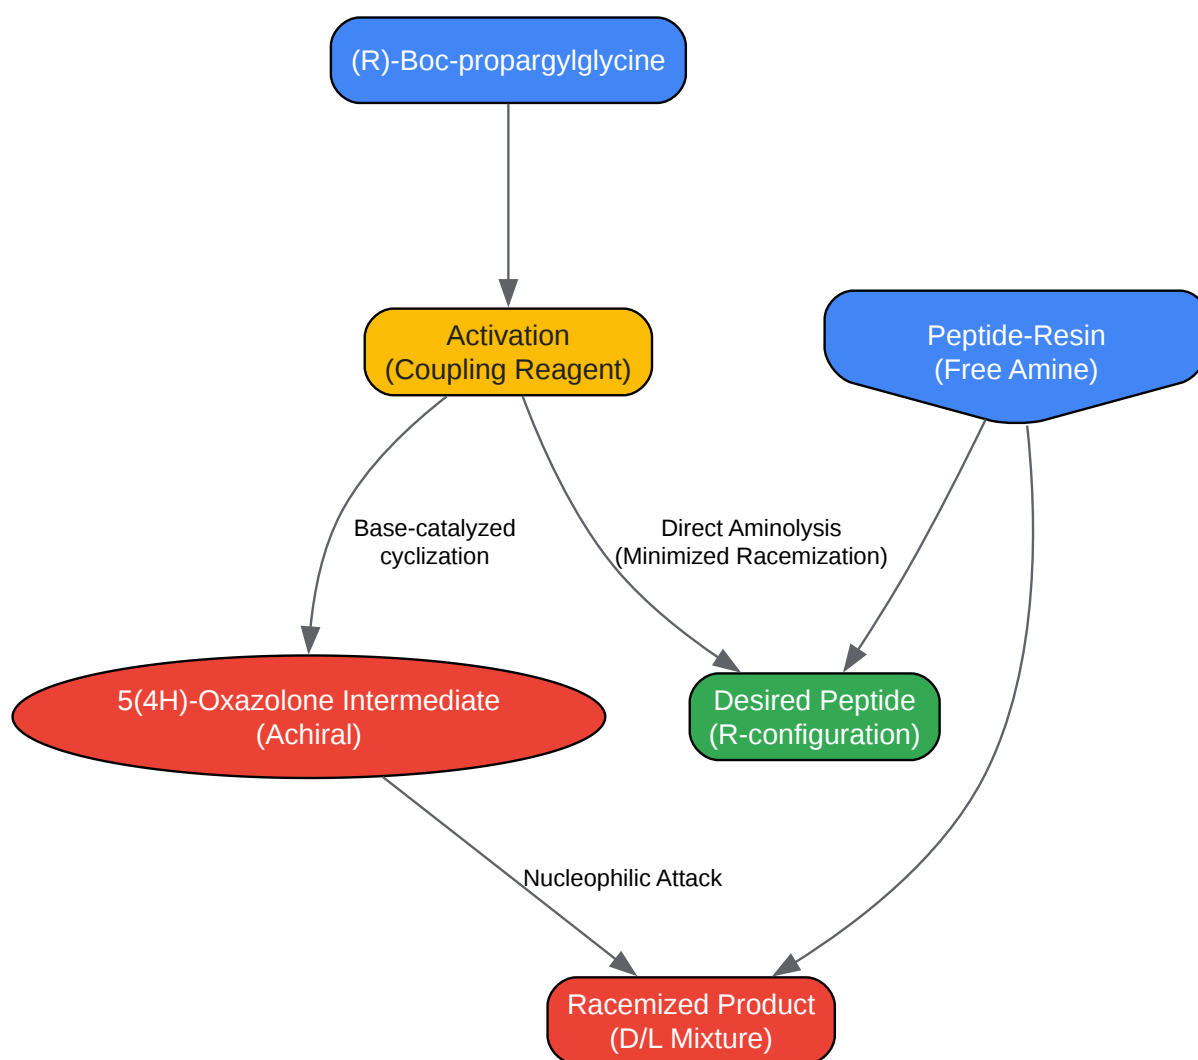 (R)-Boc-propargylglycine
Activation
(Coupling Reagent)
Peptide-Resin
(Free Amine)
Base-catalyzed
cyclization
Direct Aminolysis
(Minimized Racemization)
5(4H)-Oxazolone Intermediate
(Achiral)
Desired Peptide
(R-configuration)
Nucleophilic Attack
Racemized Product
(D/L Mixture)